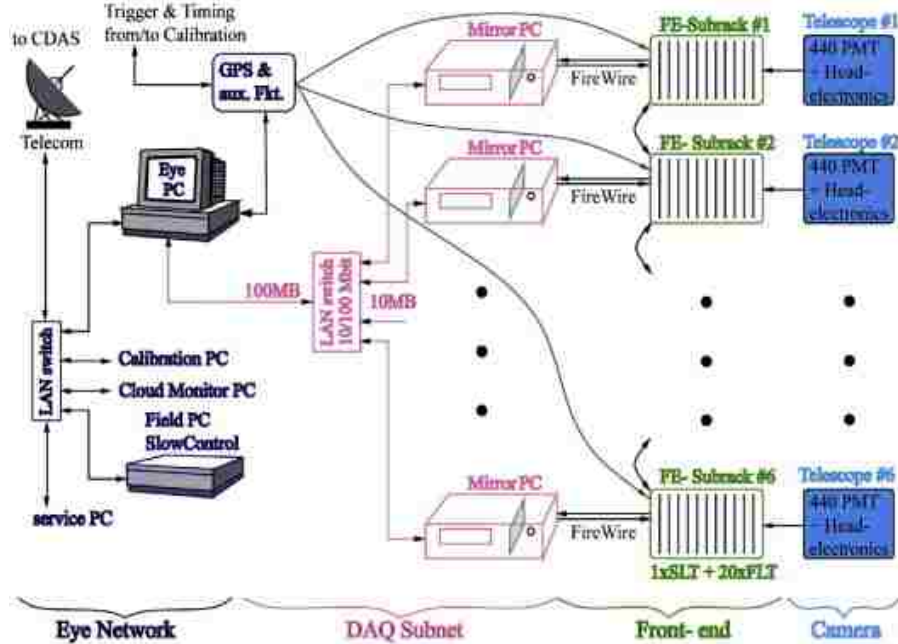 Trigger & Timing
from/to Calibration
to CDAS
Telecom
GPS &
aux. Fkt.
Eye
PC
100MB
LAN switch
10/100 Mbit
10MB
LAN switch
Calibration PC
Cloud Monitor PC
Field PC
SlowControl
service PC
Mirror PC
FireWire
FE-Subrack #1
Telescope #1
440 PMT
+ Head-
electronics
Mirror PC
FireWire
FE- Subrack #2
Telescope #2
440 PMT
- Head-
electronics
Mirror PC
FireWire
FE- Subrack #6
1xSLT + 20xFLT
Telescope #6
440 PMT
- Head-
electronics
Eye Network
DAQ Subnet
Front- end
Camera